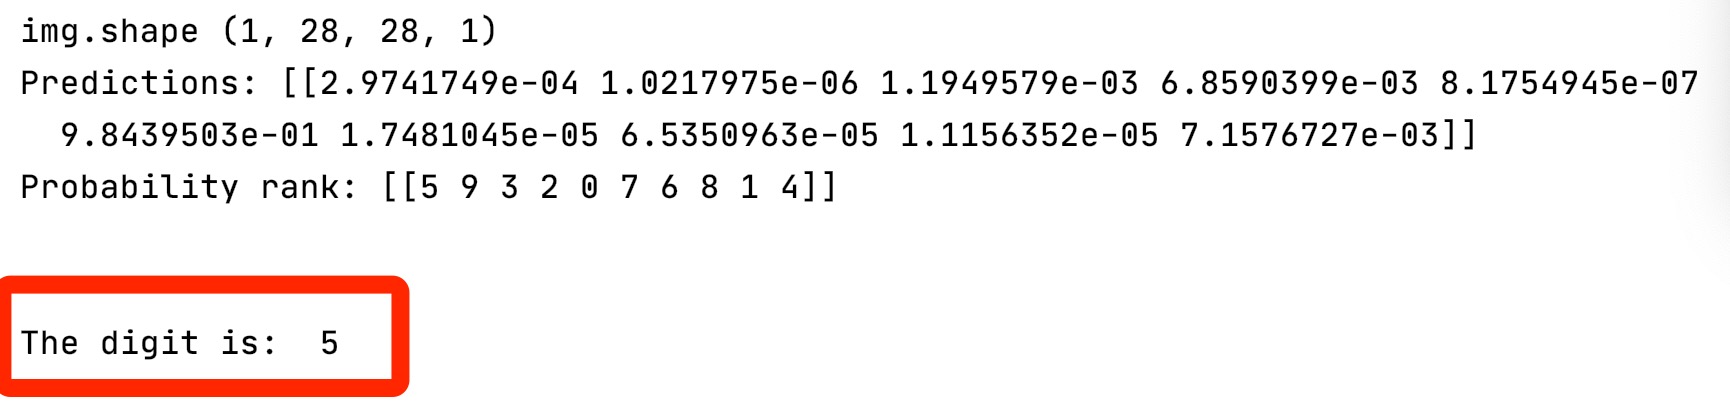 img.shape (1, 28, 28, 1)
Predictions: [[2.9741749e-04 1.0217975e-06 1.1949579e-03 6.8590399e-03 8.1754945e-07
9.8439503e-01 1.7481045e-05 6.5350963e-05 1.1156352e-05 7.1576727e-03]]
Probability rank: [[5 9 3 2 0 7 6 8 1 4]]
The digit is:  5